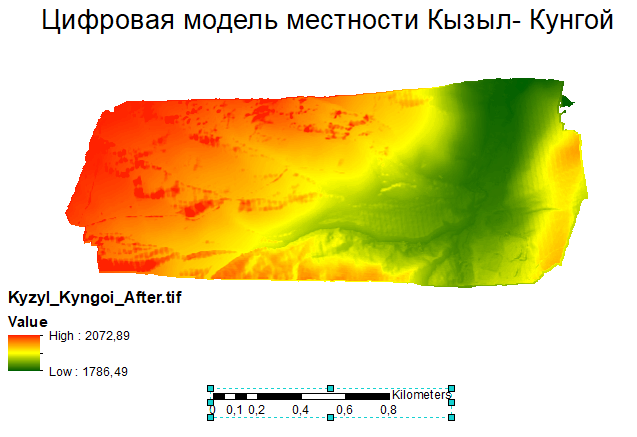 Цифровая модель местности Кызыл- Кунгой
Kyzyl_Kyngoi_After.tif
Value
High : 2072,89
Low : 1786,49
Kilometers
0 0,1 0,2 0,4 0,6 0,8